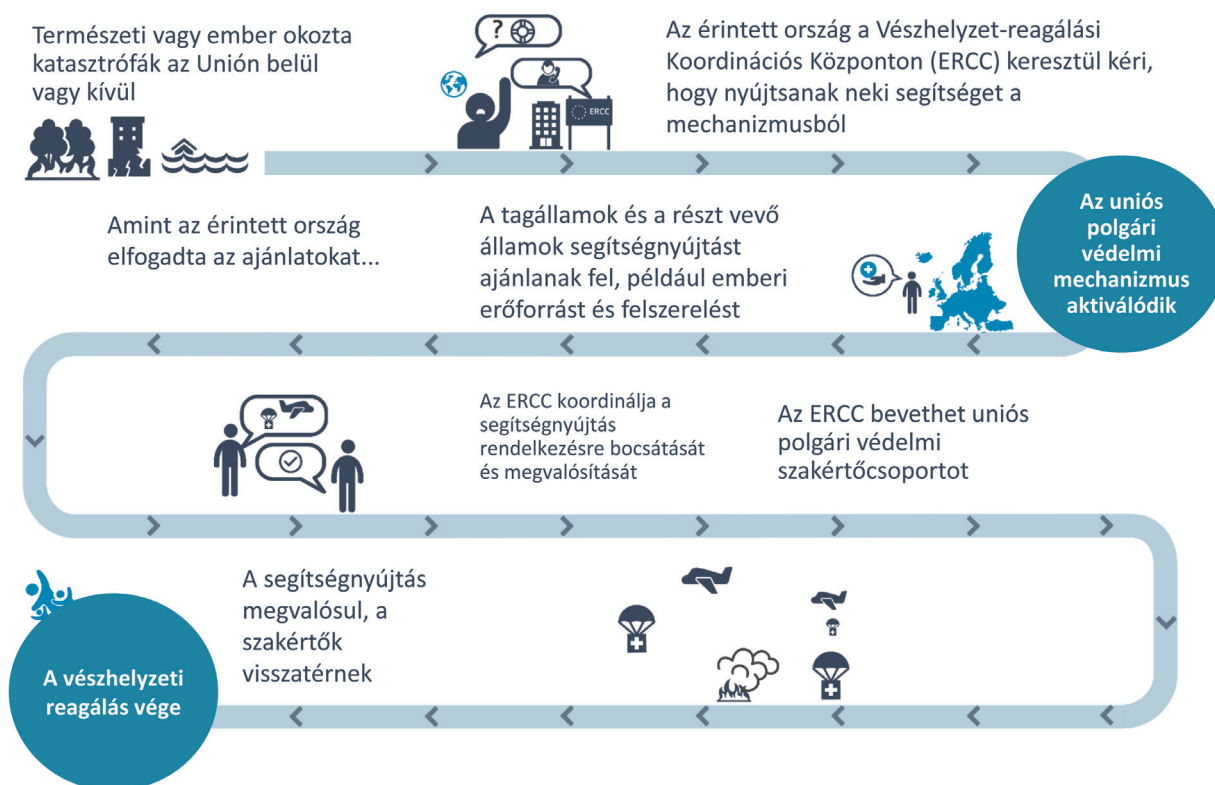 Természeti vagy ember okozta
katasztrófák az Unión belül
vagy kívül
?
ERCC
Az érintett ország a Vészhelyzet-reagálási
Koordinációs Központon (ERCC) keresztül kéri,
hogy nyújtsanak neki segítséget a
mechanizmusból
Az uniós
polgári
védelmi
mechanizmus
aktiválódik
A tagállamok és a részt vevő
államok segítségnyújtást
ajánlanak fel, például emberi
erőforrást és felszerelést
Amint az érintett ország
elfogadta az ajánlatokat...
Az ERCC koordinálja a
segítségnyújtás
rendelkezésre bocsátását
és megvalósítását
Az ERCC bevethet uniós
polgári védelmi
szakértőcsoportot
A segítségnyújtás
megvalósul, a
szakértők
visszatérnek
A vészhelyzeti
reagálás vége